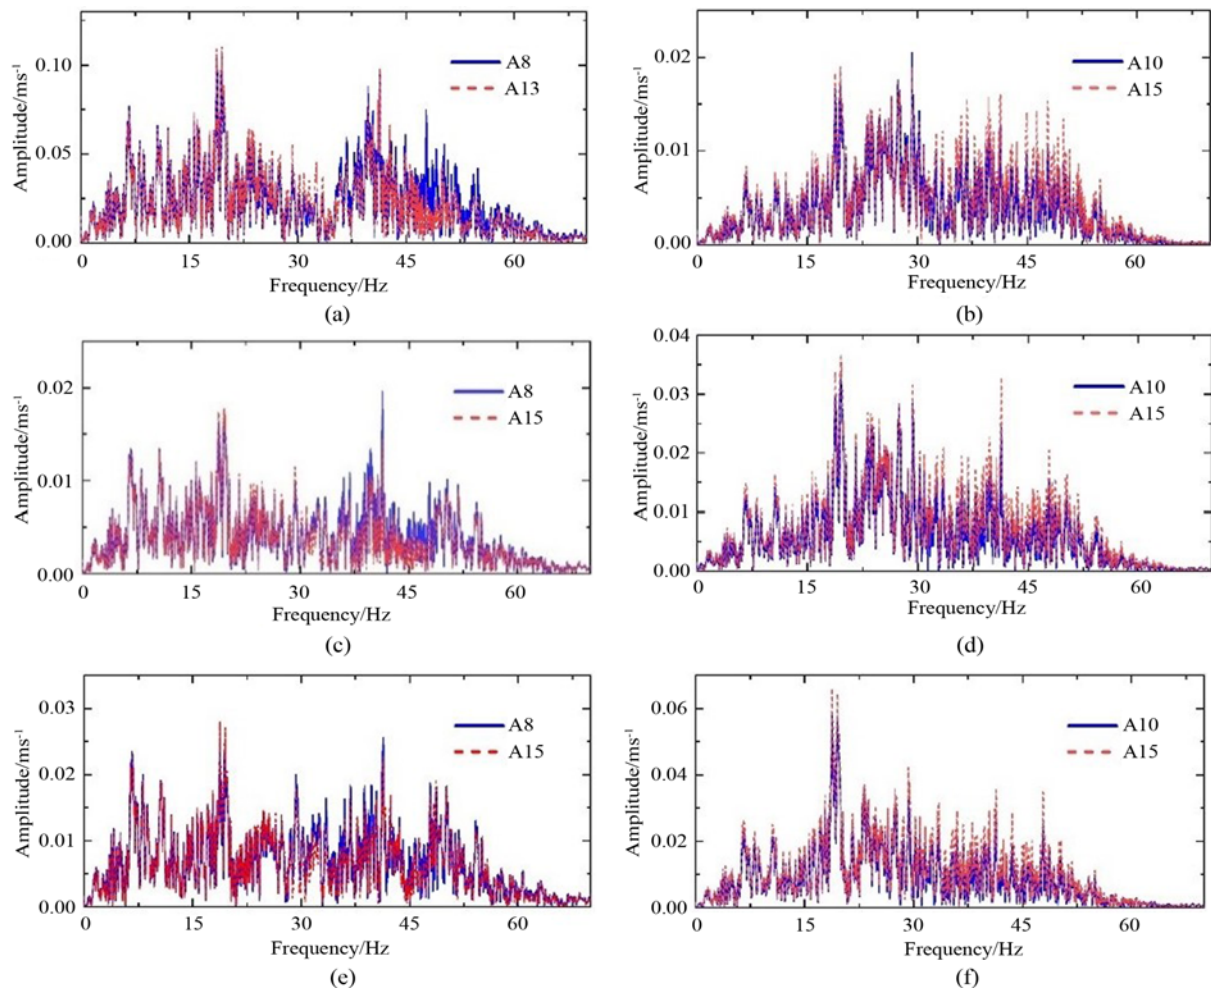 Amplitude/ms⁻¹
0.10
0.05
0.00
A8
A13
0 15 30 45 60
Frequency/Hz
(a)
Amplitude/ms⁻¹
0.02
0.01
0.00
A10
A15
0 15 30 45 60
Frequency/Hz
(b)
Amplitude/ms⁻¹
0.02
0.01
0.00
A8
A15
0 15 30 45 60
Frequency/Hz
(c)
Amplitude/ms⁻¹
0.04
0.03
0.02
0.01
0.00
A10
A15
0 15 30 45 60
Frequency/Hz
(d)
Amplitude/ms⁻¹
0.03
0.02
0.01
0.00
A8
A15
0 15 30 45 60
Frequency/Hz
(e)
Amplitude/ms⁻¹
0.06
0.04
0.02
0.00
A10
A15
0 15 30 45 60
Frequency/Hz
(f)